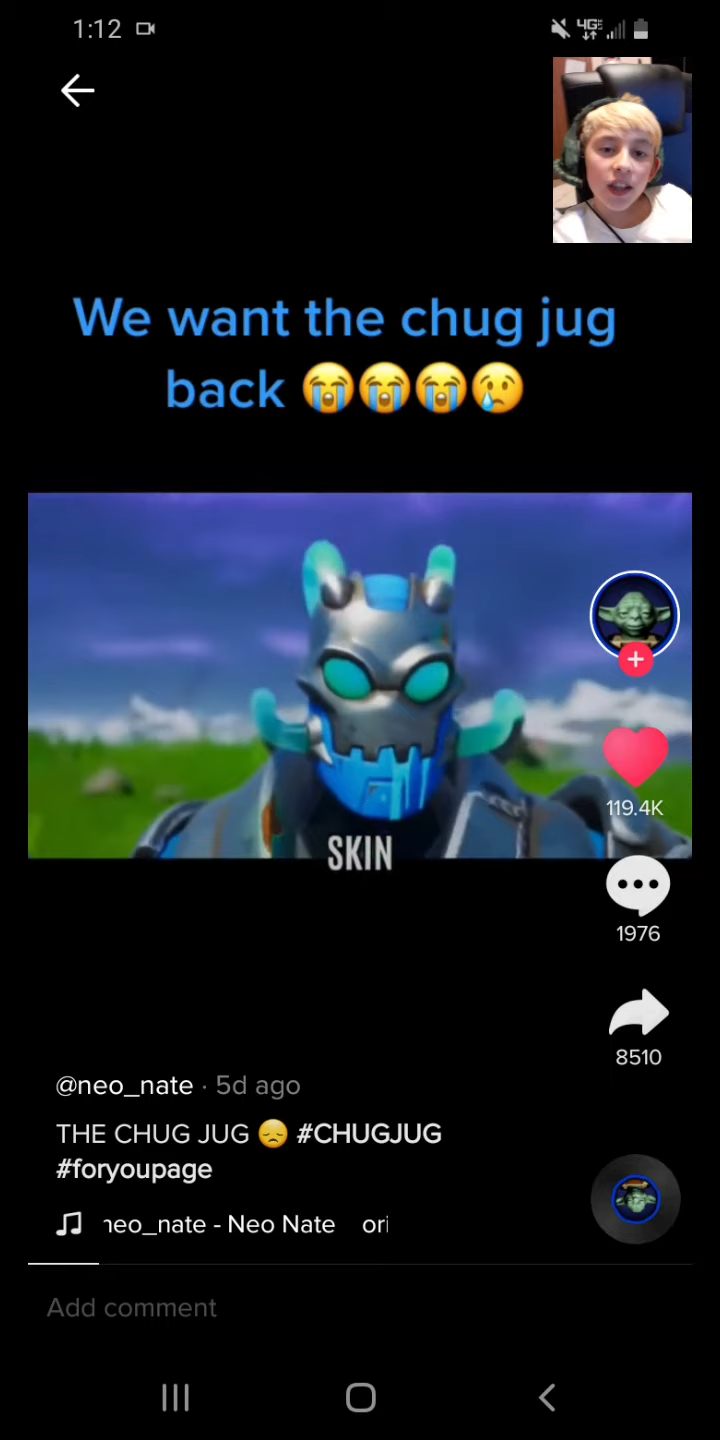 1:12
4G
We want the chug jug
back 😭😭😭😢
SKIN
119.4K
1976
8510
@neo_nate · 5d ago
THE CHUG JUG 😞 #CHUGJUG
#foryoupage
neo_nate - Neo Nate ori
Add comment